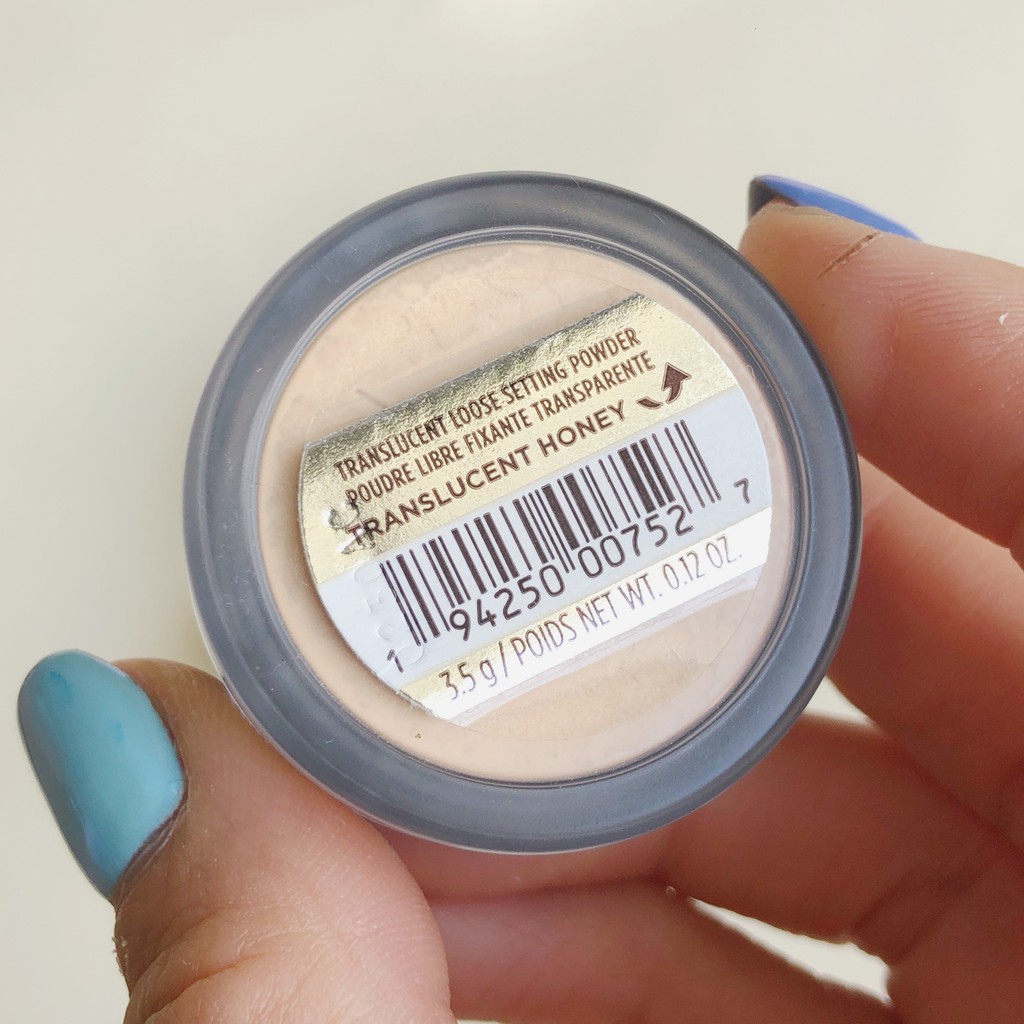 TRANSLUCENT LOOSE SETTING POWDER
POUDRE LIBRE FIXANTE TRANSPARENTE
TRANSLUCENT HONEY
1 94250 00752 7
3.5 g / POIDS NET WT. 0.12 OZ.